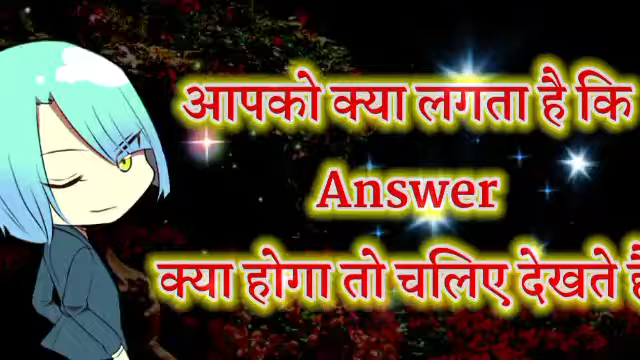 आपको क्या लगता है कि
Answer
क्या होगा तो चलिए देखते है